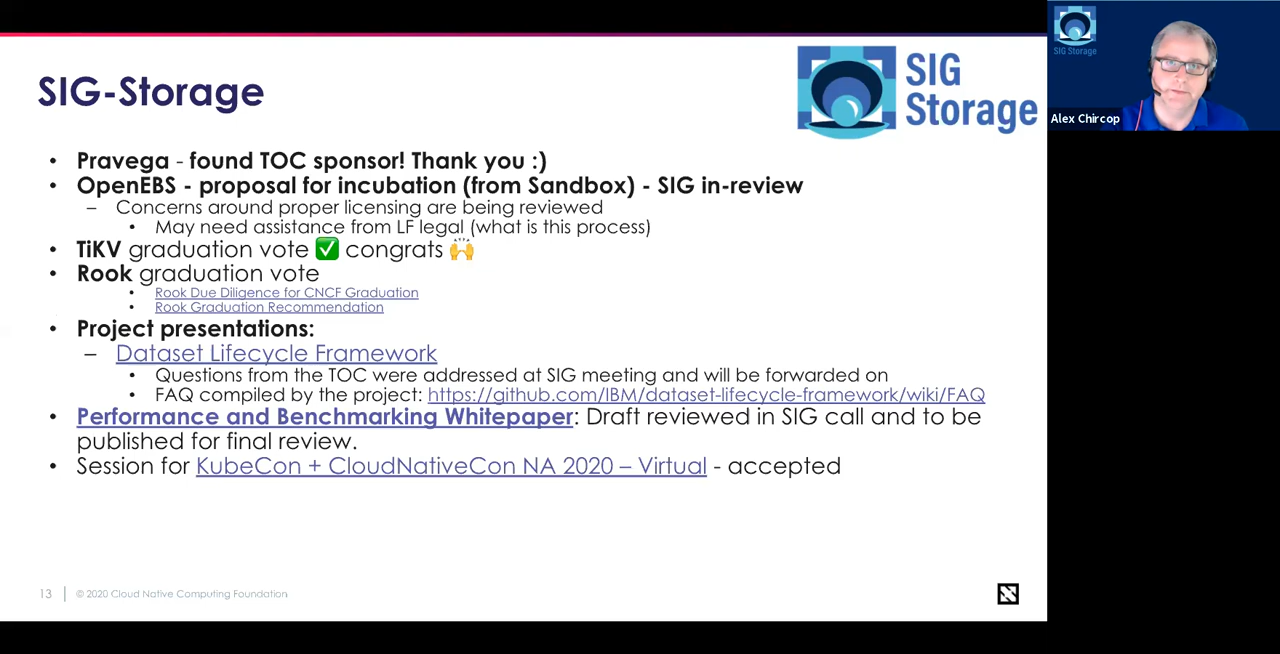 SIG-Storage
SIG
Storage
SIG Storage
Alex Chircop
• Pravega - found TOC sponsor! Thank you :)
• OpenEBS - proposal for incubation (from Sandbox) - SIG in-review
– Concerns around proper licensing are being reviewed
• May need assistance from LF legal (what is this process)
• TiKV graduation vote ✅ congrats 🙌
• Rook graduation vote
• Rook Due Diligence for CNCF Graduation
• Rook Graduation Recommendation
• Project presentations:
– Dataset Lifecycle Framework
• Questions from the TOC were addressed at SIG meeting and will be forwarded on
• FAQ compiled by the project: https://github.com/IBM/dataset-lifecycle-framework/wiki/FAQ
• Performance and Benchmarking Whitepaper: Draft reviewed in SIG call and to be
published for final review.
• Session for KubeCon + CloudNativeCon NA 2020 – Virtual - accepted
13 | © 2020 Cloud Native Computing Foundation